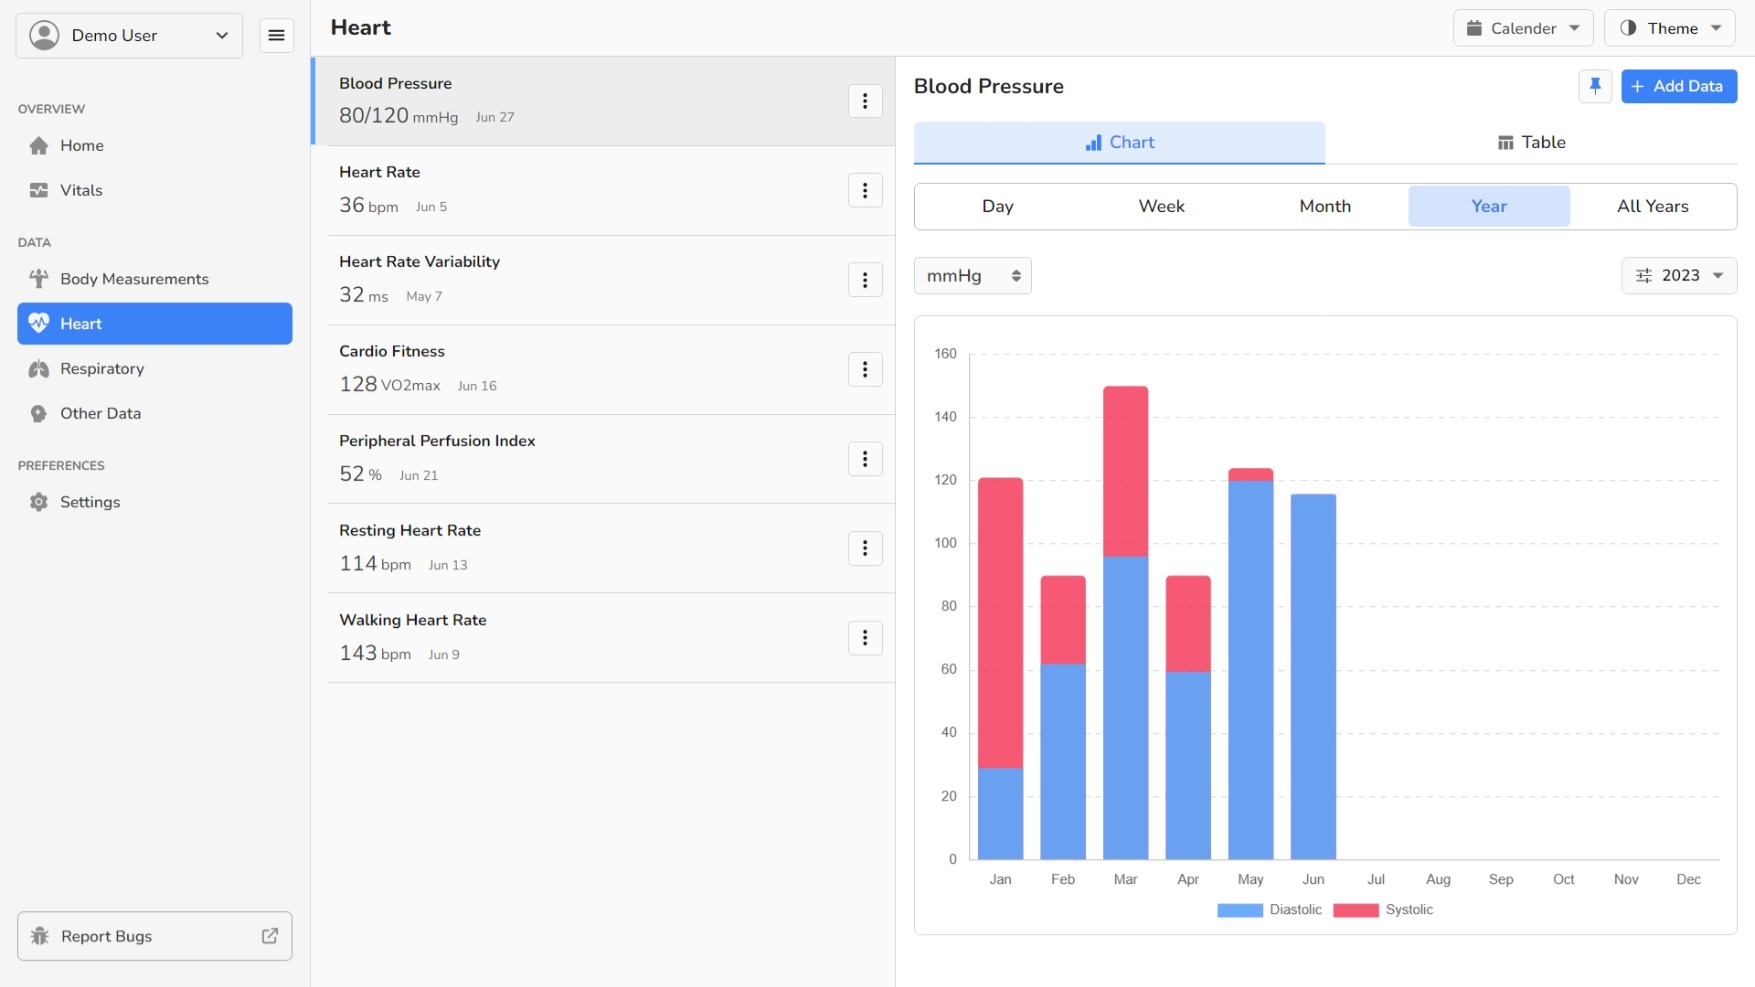 Demo User
OVERVIEW
Home
Vitals
DATA
Body Measurements
Heart
Respiratory
Other Data
PREFERENCES
Settings
Report Bugs
Heart
Calender
Theme
Blood Pressure
80/120 mmHg Jun 27
Heart Rate
36 bpm Jun 5
Heart Rate Variability
32 ms May 7
Cardio Fitness
128 VO2max Jun 16
Peripheral Perfusion Index
52 % Jun 21
Resting Heart Rate
114 bpm Jun 13
Walking Heart Rate
143 bpm Jun 9
Blood Pressure
+ Add Data
Chart
Table
Day Week Month Year All Years
mmHg
2023
160
140
120
100
80
60
40
20
0
Jan Feb Mar Apr May Jun Jul Aug Sep Oct Nov Dec
Diastolic Systolic